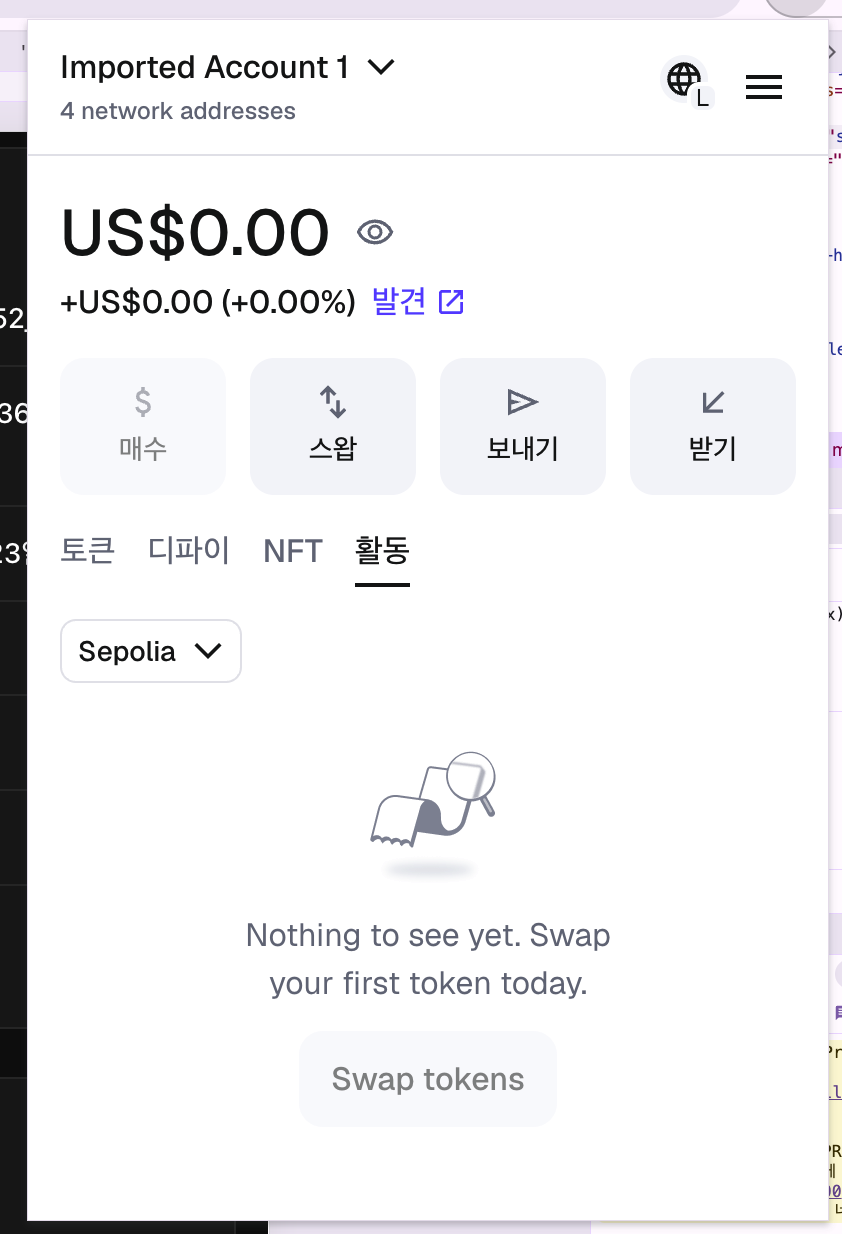 Imported Account 1
4 network addresses
L
US$0.00
+US$0.00 (+0.00%) 발견
$
매수
스왑
보내기
받기
토큰 디파이 NFT 활동
Sepolia
Nothing to see yet. Swap
your first token today.
Swap tokens